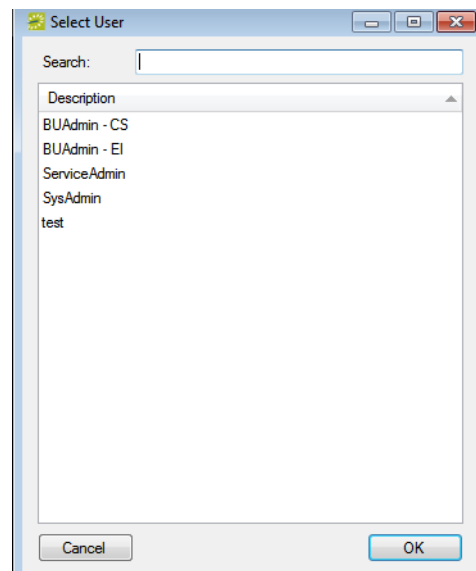 Select User
Search:
Description
BUAdmin - CS
BUAdmin - EI
ServiceAdmin
SysAdmin
test
Cancel OK